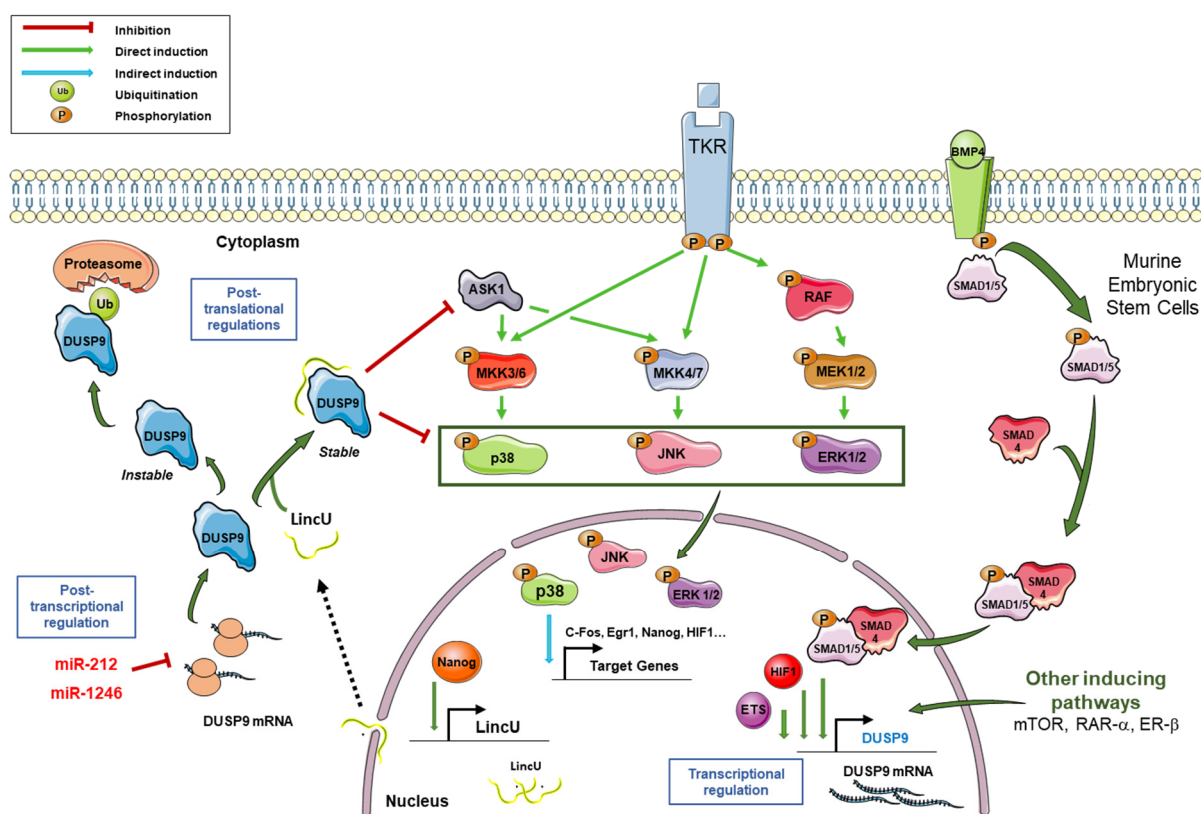 Inhibition
Direct induction
Indirect induction
Ub
Ubiquitination
P
Phosphorylation
TKR
BMP4
Cytoplasm
P P
P
Proteasome
Ub
DUSP9
Post-
translational
regulations
ASK1
P
RAF
SMAD1/5
Murine
Embryonic
Stem Cells
P
MKK3/6
P
MKK4/7
P
MEK1/2
P
SMAD1/5
DUSP9
Instable
DUSP9
Stable
P
p38
P
JNK
P
ERK1/2
SMAD
4
LincU
DUSP9
P
JNK
P
p38
P
ERK 1/2
P
SMAD
4
SMAD1/5
Post-
transcriptional
regulation
C-Fos, Egr1, Nanog, HIF1...
Target Genes
P
SMAD
4
SMAD1/5
miR-212
miR-1246
DUSP9 mRNA
Nanog
LincU
HIF1
ETS
DUSP9
Other inducing
pathways
mTOR, RAR-α, ER-β
LincU
Nucleus
Transcriptional
regulation
DUSP9 mRNA